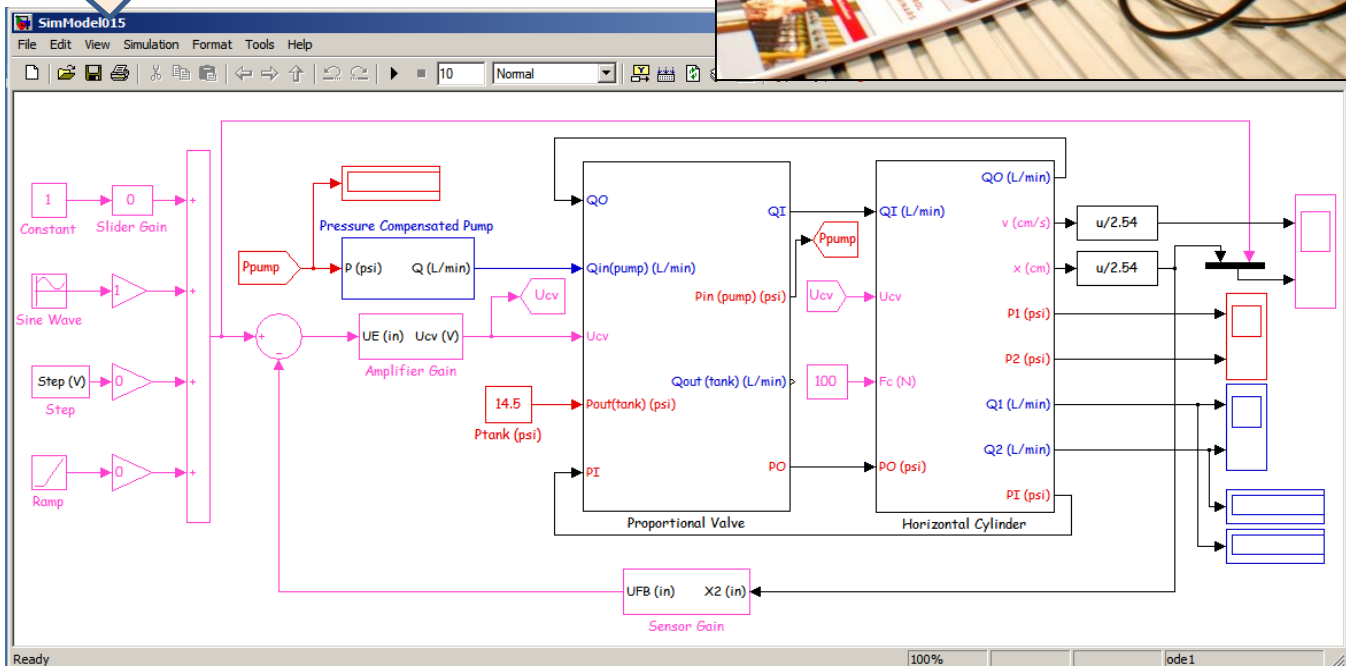 SimModel015
File Edit View Simulation Format Tools Help
10 Normal
1
Constant
0
Slider Gain
+
Sine Wave
1
+
Step (V)
Step
0
+
Ramp
0
+
+
-
Ppump
Pressure Compensated Pump
P (psi) Q (L/min)
UE (in) Ucv (V)
Amplifier Gain
Ucv
14.5
Ptank (psi)
QO
QI
Qin(pump) (L/min)
Pin (pump) (psi)
Ucv
Qout (tank) (L/min)
Pout(tank) (psi)
PI
PO
Proportional Valve
Ppump
Ucv
100
QO (L/min)
QI (L/min)
v (cm/s)
x (cm)
Ucv
P1 (psi)
P2 (psi)
Fc (N)
Q1 (L/min)
Q2 (L/min)
PO (psi)
PI (psi)
Horizontal Cylinder
u/2.54
u/2.54
UFB (in) X2 (in)
Sensor Gain
Ready 100% ode1